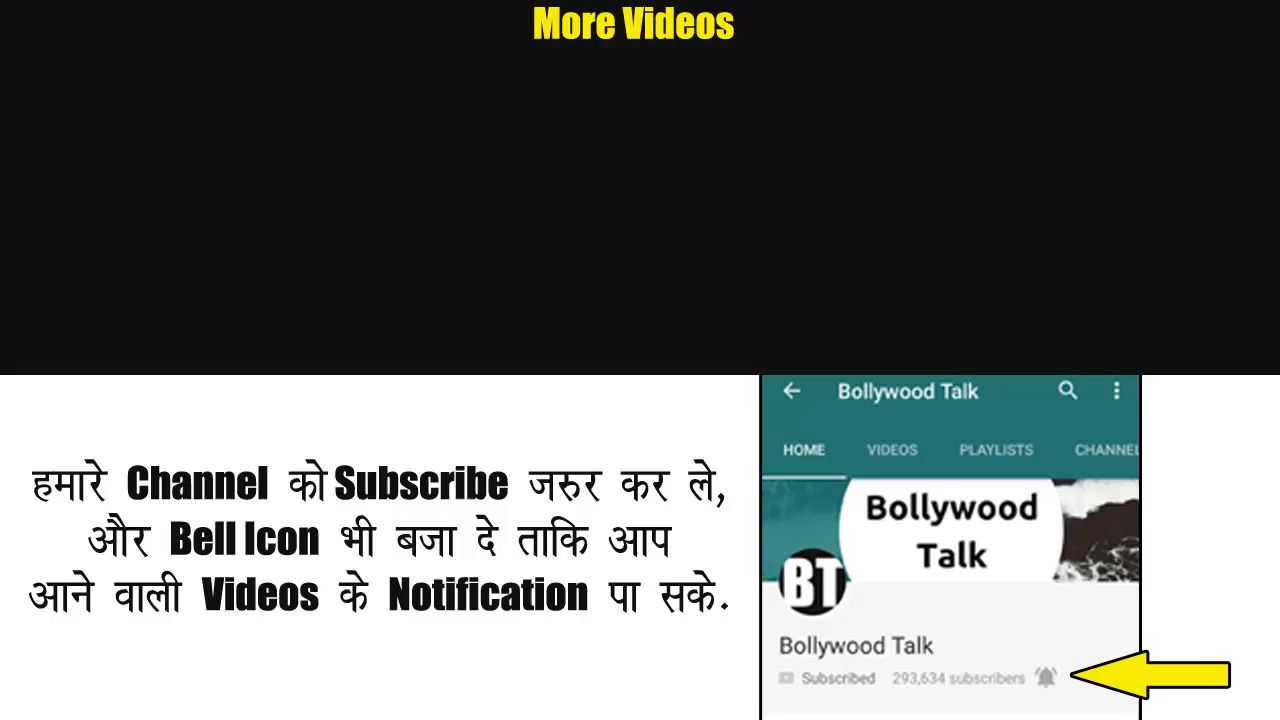 More Videos
हमारे Channel को Subscribe जरुर कर ले,
और Bell Icon भी बजा दे ताकि आप
आने वाली Videos के Notification पा सके.
Bollywood Talk
HOME VIDEOS PLAYLISTS CHANNEL
Bollywood
Talk
BT
Bollywood Talk
Subscribed 293,634 subscribers